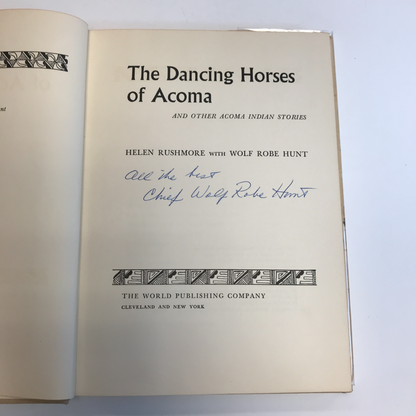 The Dancing Horses
of Acoma
AND OTHER ACOMA INDIAN STORIES
HELEN RUSHMORE WITH WOLF ROBE HUNT
All the best
Chief Wolf Robe Hunt
THE WORLD PUBLISHING COMPANY
CLEVELAND AND NEW YORK